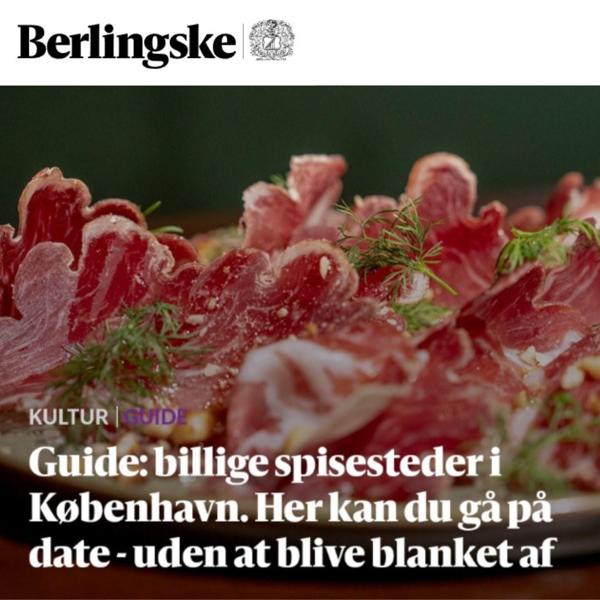 Berlingske
KULTUR | GUIDE
Guide: billige spisesteder i
København. Her kan du gå på
date - uden at blive blanket af